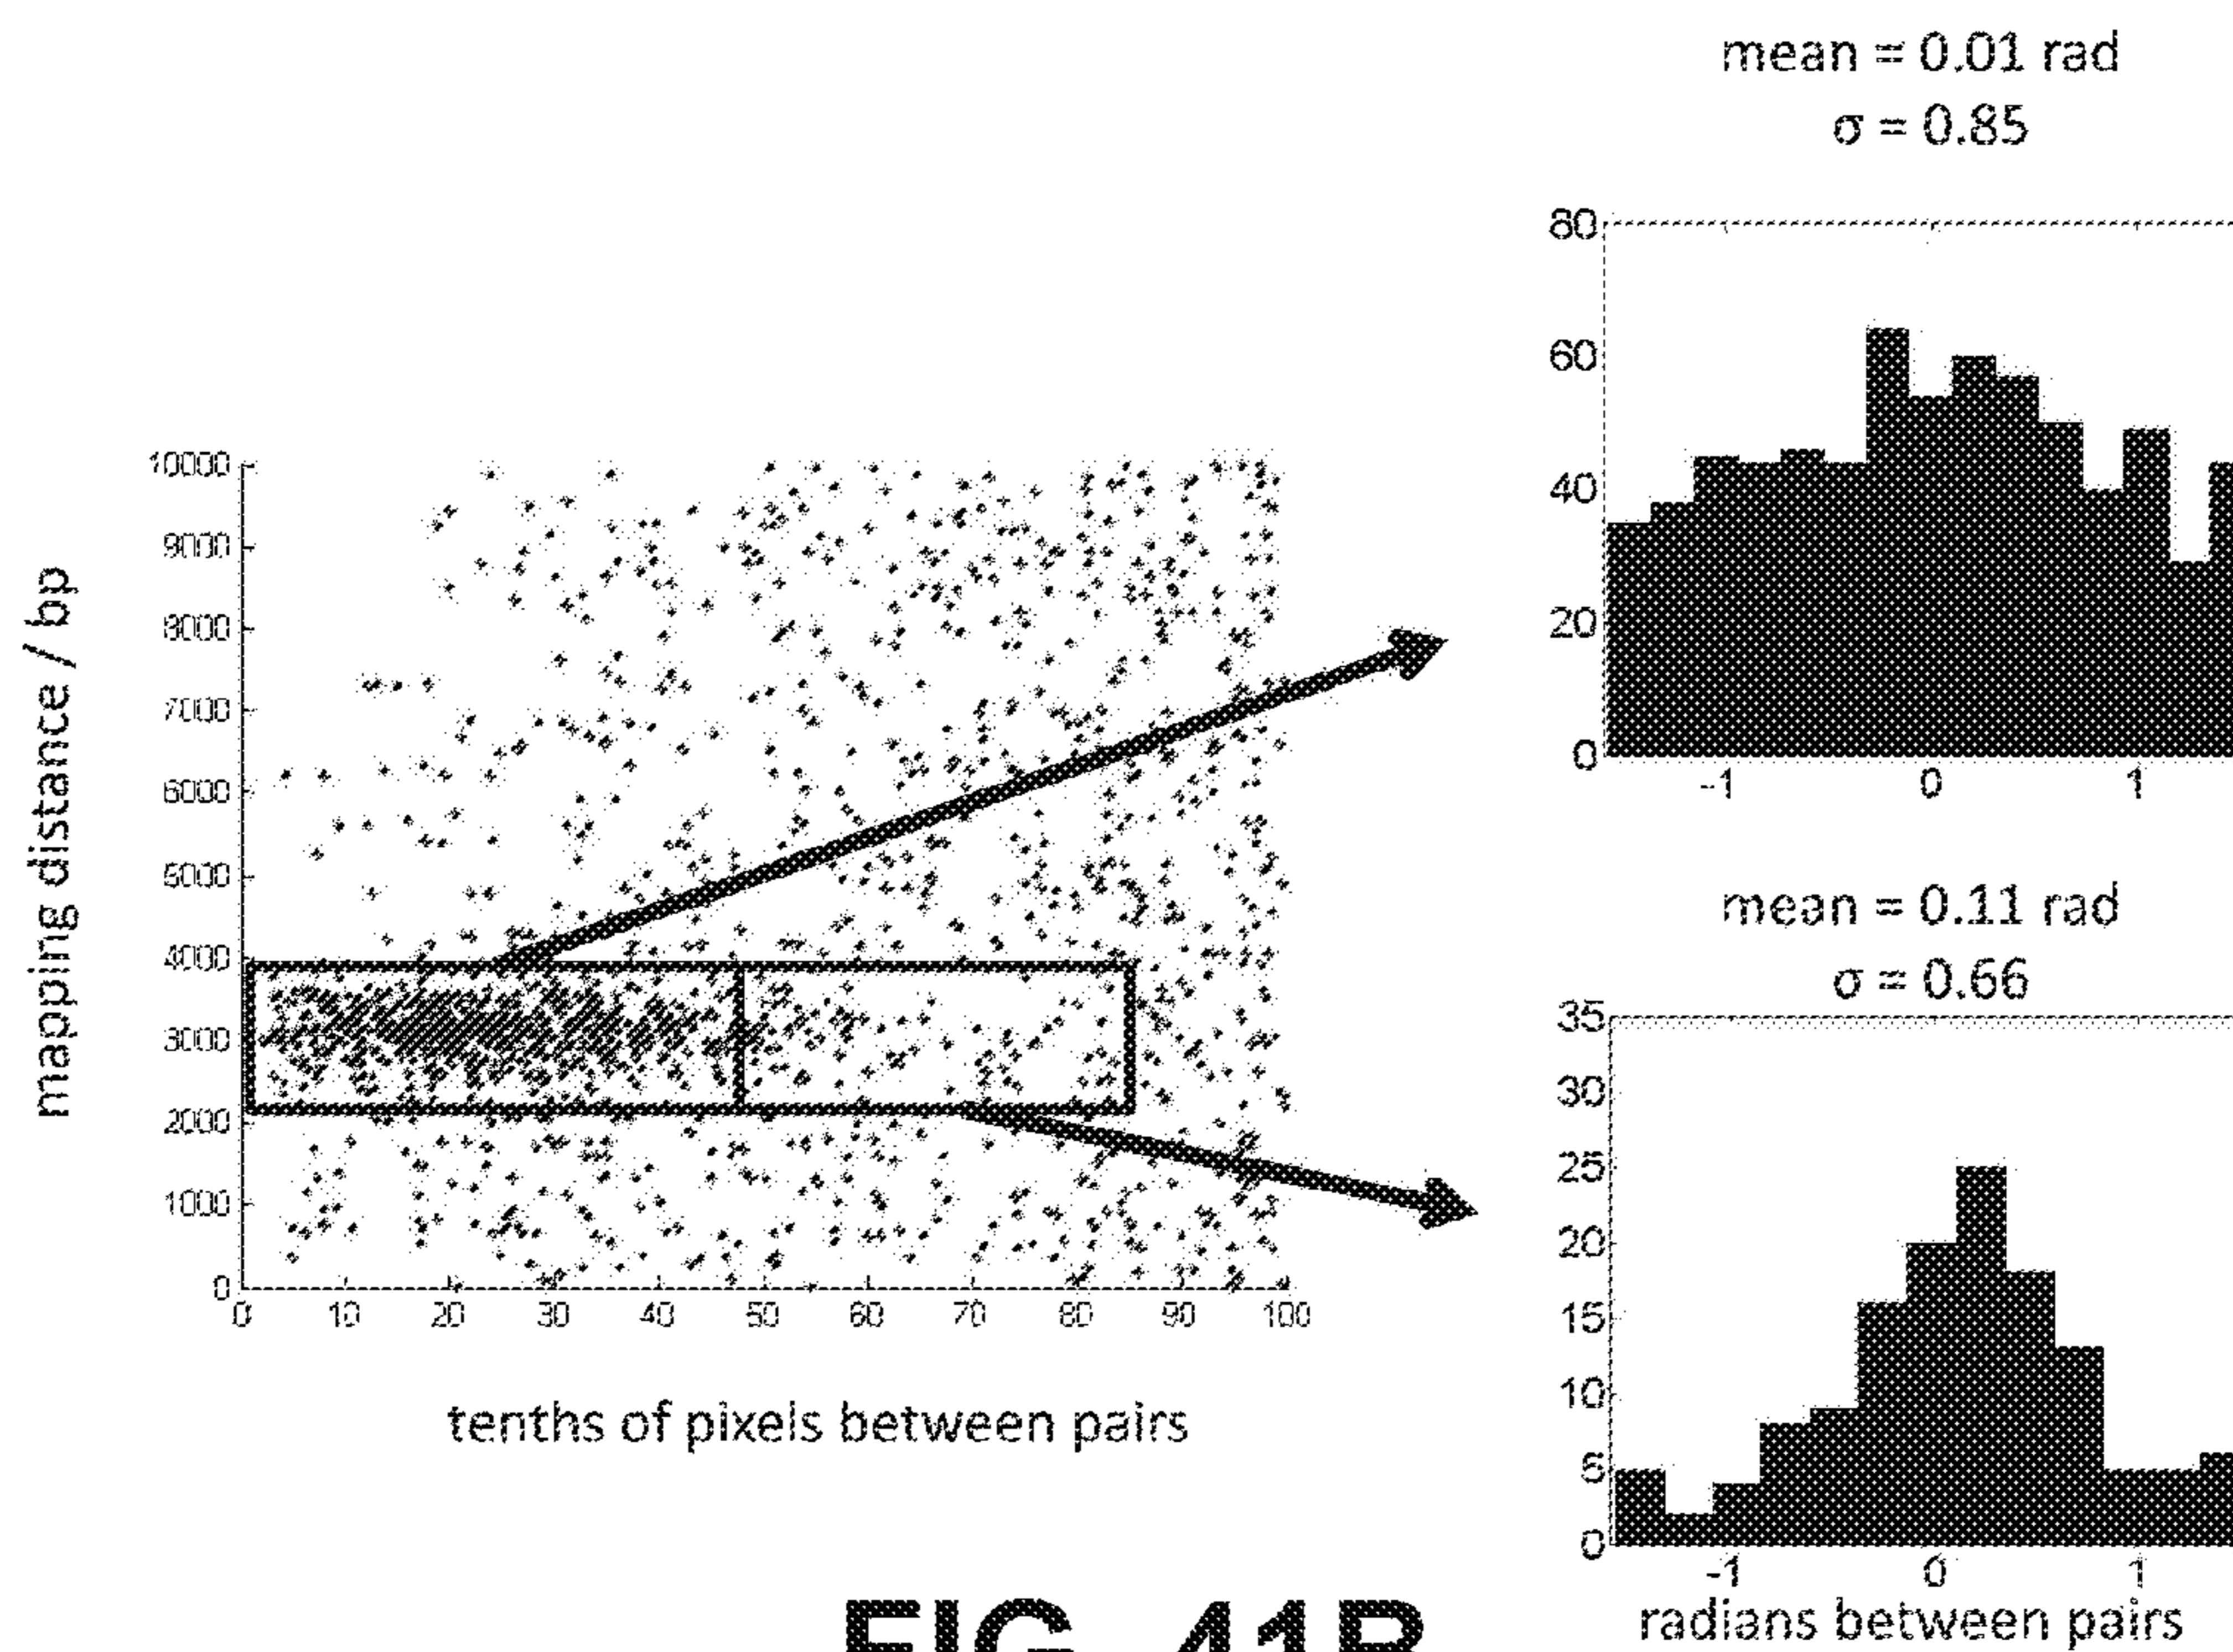 mean = 0.01 rad
σ = 0.85
80
60
40
20
0
-1 0 1
mapping distance / bp
10000
9000
8000
7000
6000
5000
4000
3000
2000
1000
0
0 10 20 30 40 50 60 70 80 90 100
tenths of pixels between pairs
mean = 0.11 rad
σ = 0.66
35
30
25
20
15
10
5
0
-1 0 1
radians between pairs
FIG. 41B